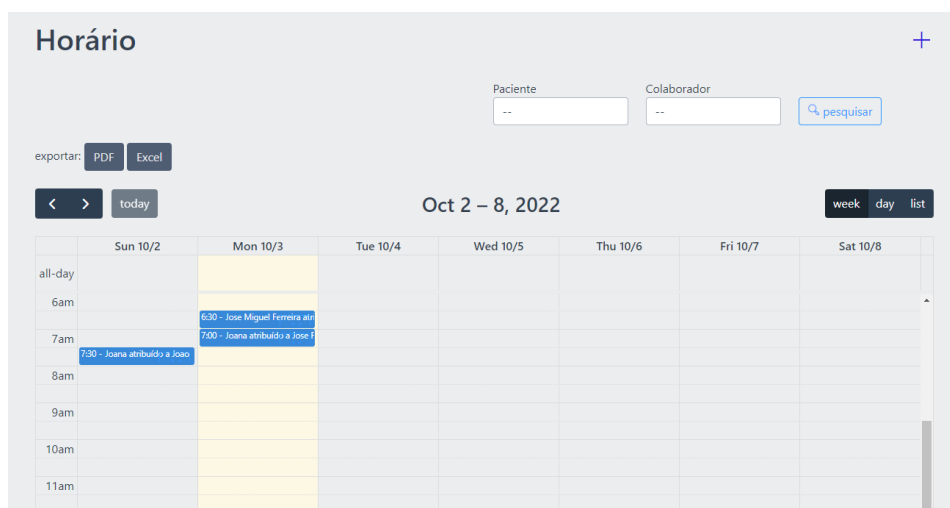 Horário
+
Paciente Colaborador
-- -- pesquisar
exportar: PDF Excel
< > today Oct 2 – 8, 2022 week day list
Sun 10/2 Mon 10/3 Tue 10/4 Wed 10/5 Thu 10/6 Fri 10/7 Sat 10/8
all-day
6am
6:30 - Jose Miguel Ferreira
7:00 - Joana atribuído a Jose
7am
7:30 - Joana atribuído a Joao
8am
9am
10am
11am